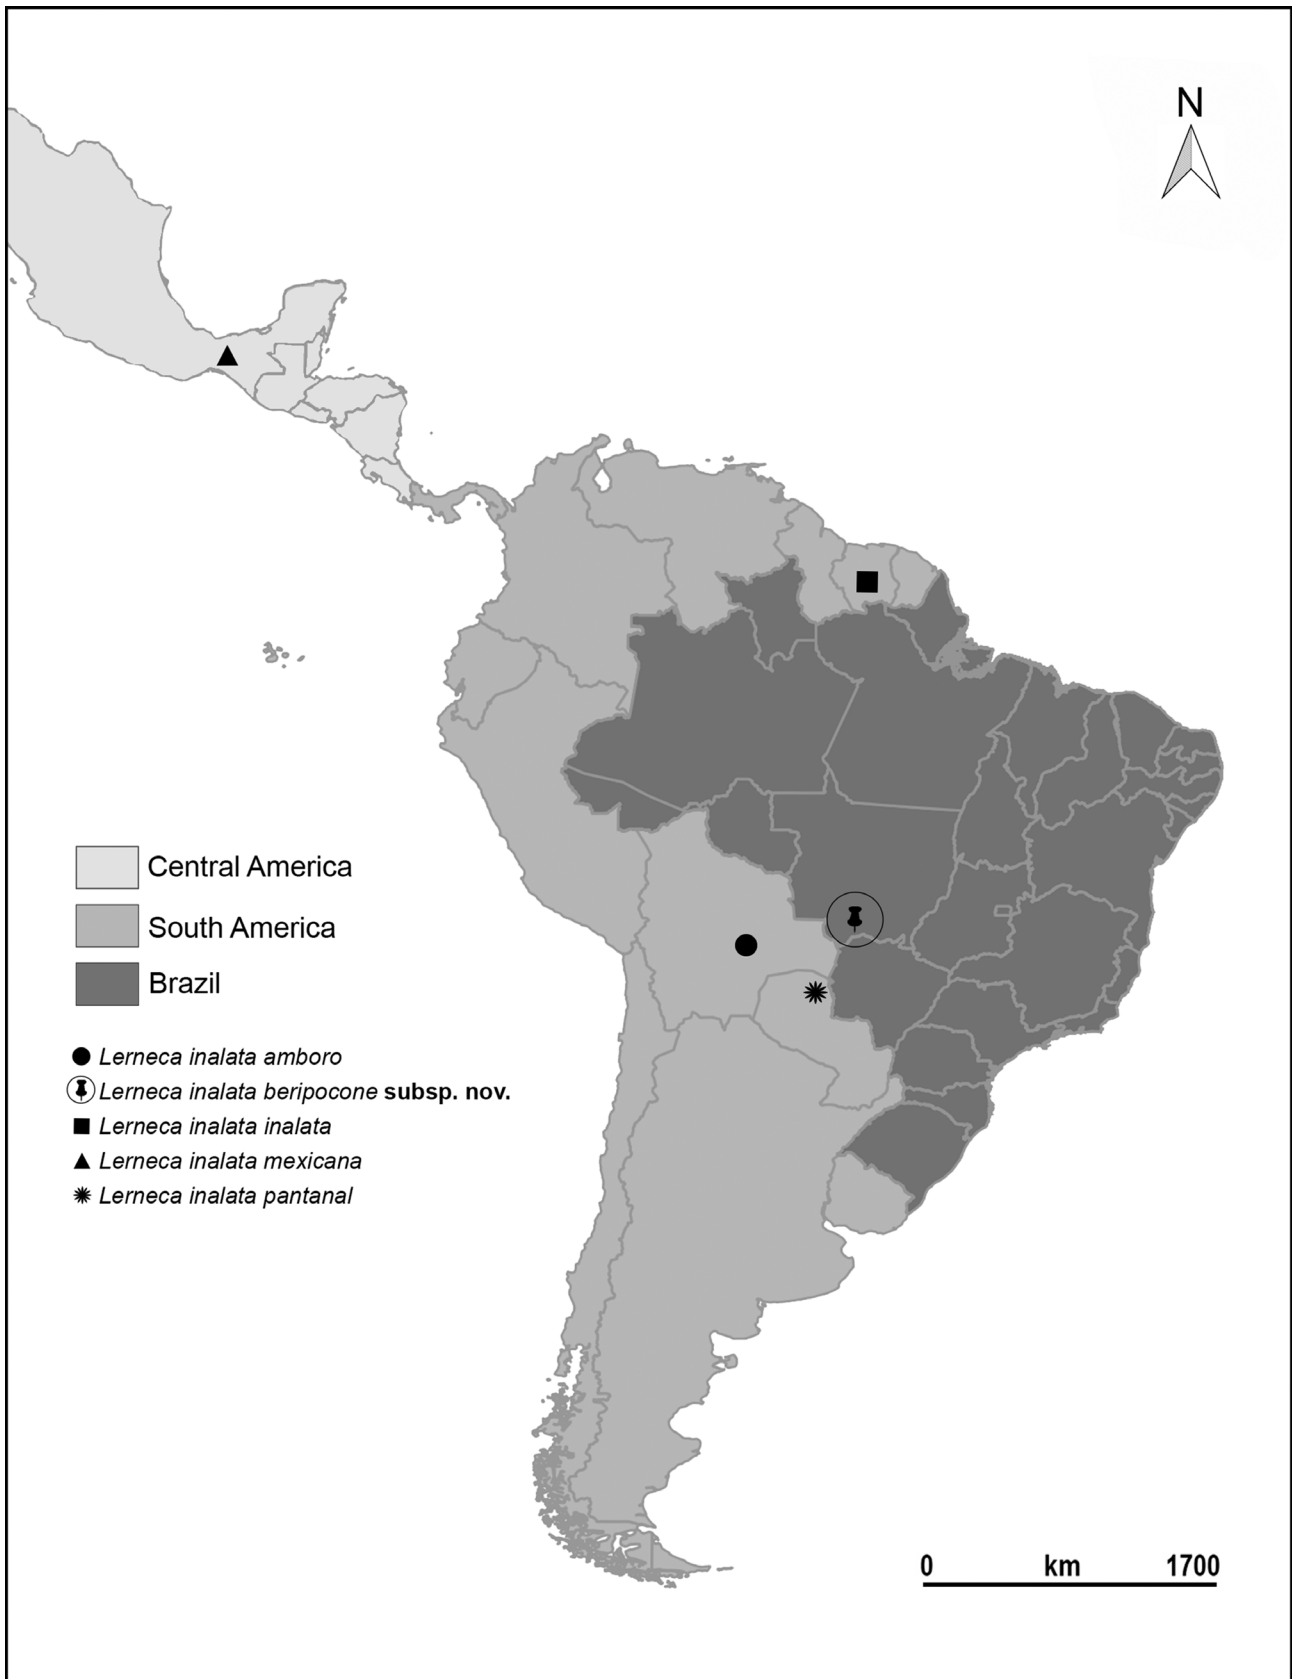 N
Central America
South America
Brazil
Lerneca inalata amboro
Lerneca inalata beripocone subsp. nov.
Lerneca inalata inalata
Lerneca inalata mexicana
Lerneca inalata pantanal
0 km 1700